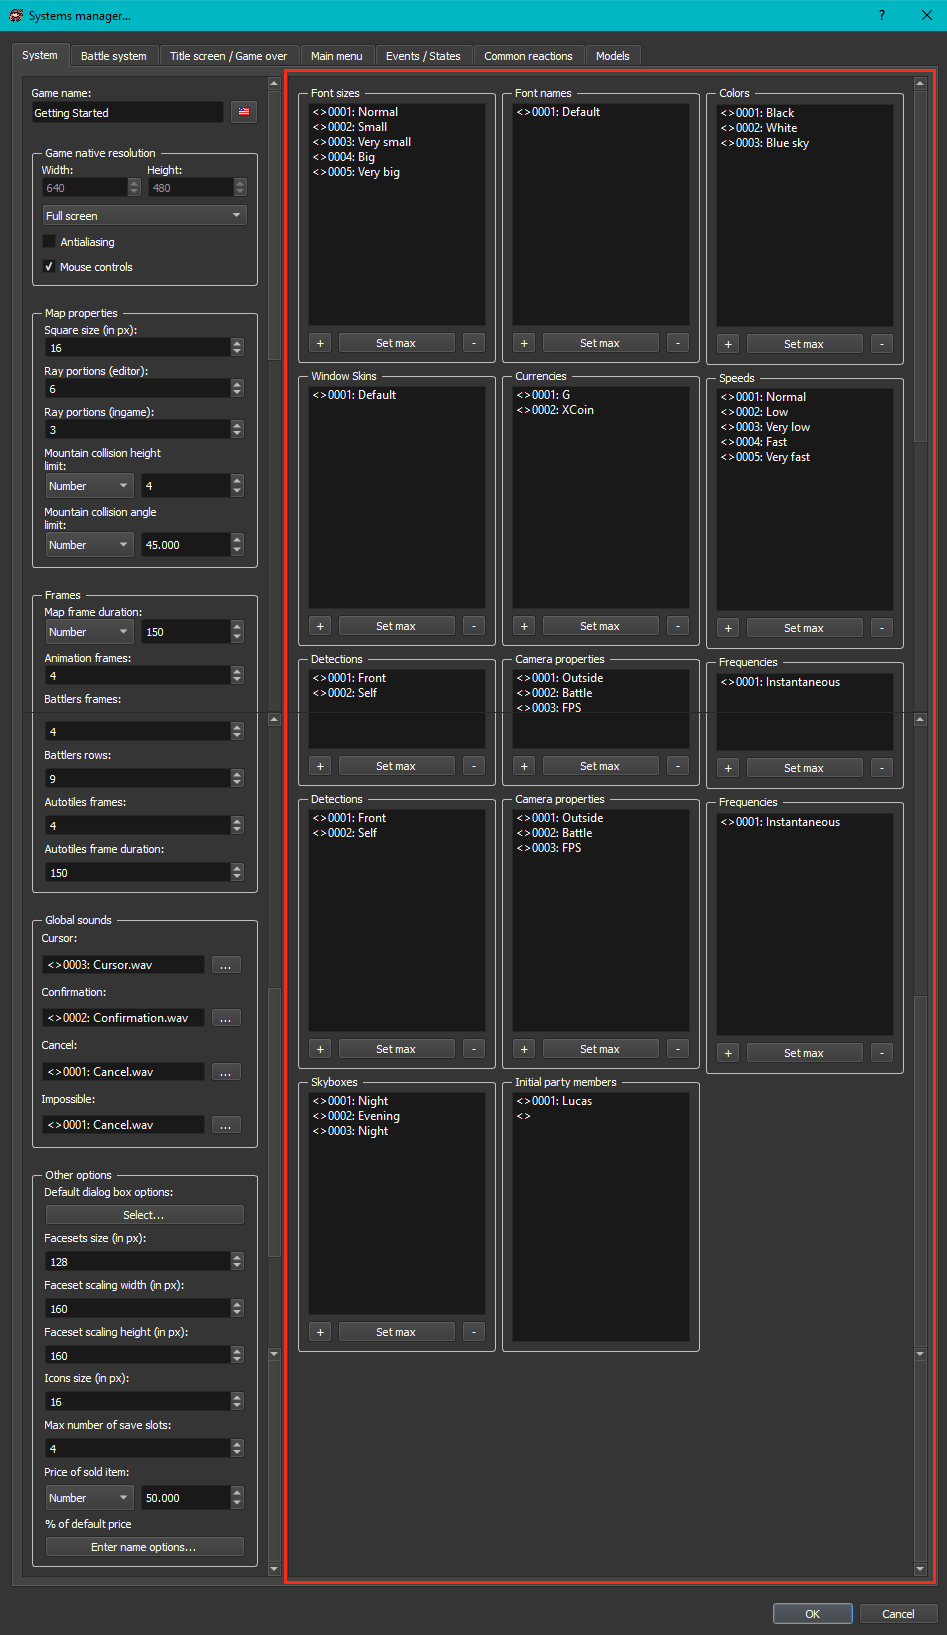 Systems manager...
?
System
Battle system
Title screen / Game over
Main menu
Events / States
Common reactions
Models
Game name:
Getting Started
Game native resolution
Width:
Height:
640
480
Full screen
Antialiasing
Mouse controls
Map properties
Square size (in px):
16
Ray portions (editor):
6
Ray portions (ingame):
3
Mountain collision height
limit:
Number
4
Mountain collision angle
limit:
Number
45.000
Frames
Map frame duration:
Number
150
Animation frames:
4
Battlers frames:
4
Battlers rows:
9
Autotiles frames:
4
Autotiles frame duration:
150
Global sounds
Cursor:
<>0003: Cursor.wav
...
Confirmation:
<>0002: Confirmation.wav
...
Cancel:
<>0001: Cancel.wav
...
Impossible:
<>0001: Cancel.wav
...
Other options
Default dialog box options:
Select...
Facesets size (in px):
128
Faceset scaling width (in px):
160
Faceset scaling height (in px):
160
Icons size (in px):
16
Max number of save slots:
4
Price of sold item:
Number
50.000
% of default price
Enter name options...
Font sizes
<>0001: Normal
<>0002: Small
<>0003: Very small
<>0004: Big
<>0005: Very big
+
Set max
-
Font names
<>0001: Default
+
Set max
-
Colors
<>0001: Black
<>0002: White
<>0003: Blue sky
+
Set max
-
Window Skins
<>0001: Default
+
Set max
-
Currencies
<>0001: G
<>0002: XCoin
+
Set max
-
Speeds
<>0001: Normal
<>0002: Low
<>0003: Very low
<>0004: Fast
<>0005: Very fast
+
Set max
-
Detections
<>0001: Front
<>0002: Self
+
Set max
-
Camera properties
<>0001: Outside
<>0002: Battle
<>0003: FPS
+
Set max
-
Frequencies
<>0001: Instantaneous
+
Set max
-
Detections
<>0001: Front
<>0002: Self
+
Set max
-
Camera properties
<>0001: Outside
<>0002: Battle
<>0003: FPS
+
Set max
-
Frequencies
<>0001: Instantaneous
+
Set max
-
Skyboxes
<>0001: Night
<>0002: Evening
<>0003: Night
+
Set max
-
Initial party members
<>0001: Lucas
<>
OK
Cancel